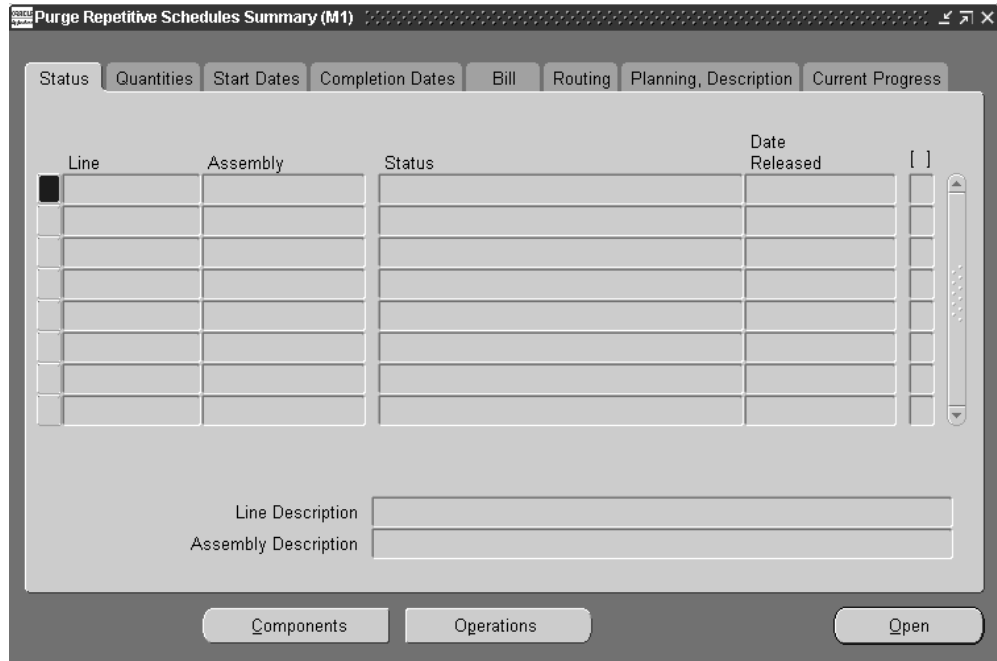 ORACLE
Purge Repetitive Schedules Summary (M1)
Status Quantities Start Dates Completion Dates Bill Routing Planning, Description Current Progress
Line Assembly Status Date Released [ ]
Line Description
Assembly Description
Components Operations Open